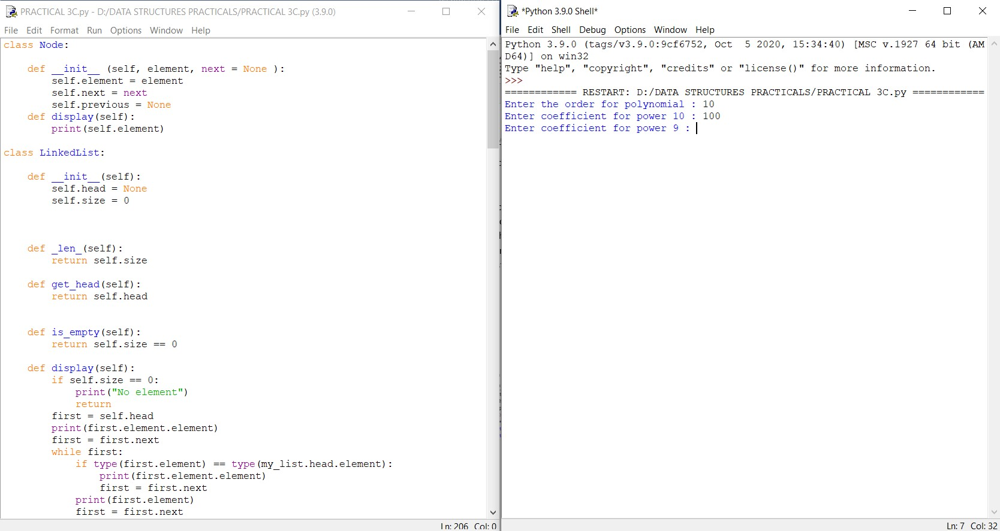 PRACTICAL 3C.py - D:/DATA STRUCTURES PRACTICALS/PRACTICAL 3C.py (3.9.0)
File Edit Format Run Options Window Help
class Node:
    def __init__ (self, element, next = None ):
        self.element = element
        self.next = next
        self.previous = None
    def display(self):
        print(self.element)
class LinkedList:
    def __init__(self):
        self.head = None
        self.size = 0
    def _len_(self):
        return self.size
    def get_head(self):
        return self.head
    def is_empty(self):
        return self.size == 0
    def display(self):
        if self.size == 0:
            print("No element")
            return
        first = self.head
        print(first.element.element)
        first = first.next
        while first:
            if type(first.element) == type(my_list.head.element):
                print(first.element.element)
                first = first.next
            print(first.element)
            first = first.next
Ln: 206 Col: 0
*Python 3.9.0 Shell*
File Edit Shell Debug Options Window Help
Python 3.9.0 (tags/v3.9.0:9cf6752, Oct  5 2020, 15:34:40) [MSC v.1927 64 bit (AM
D64)] on win32
Type "help", "copyright", "credits" or "license()" for more information.
>>>
============ RESTART: D:/DATA STRUCTURES PRACTICALS/PRACTICAL 3C.py ============
Enter the order for polynomial : 10
Enter coefficient for power 10 : 100
Enter coefficient for power 9 :
Ln: 7 Col: 32